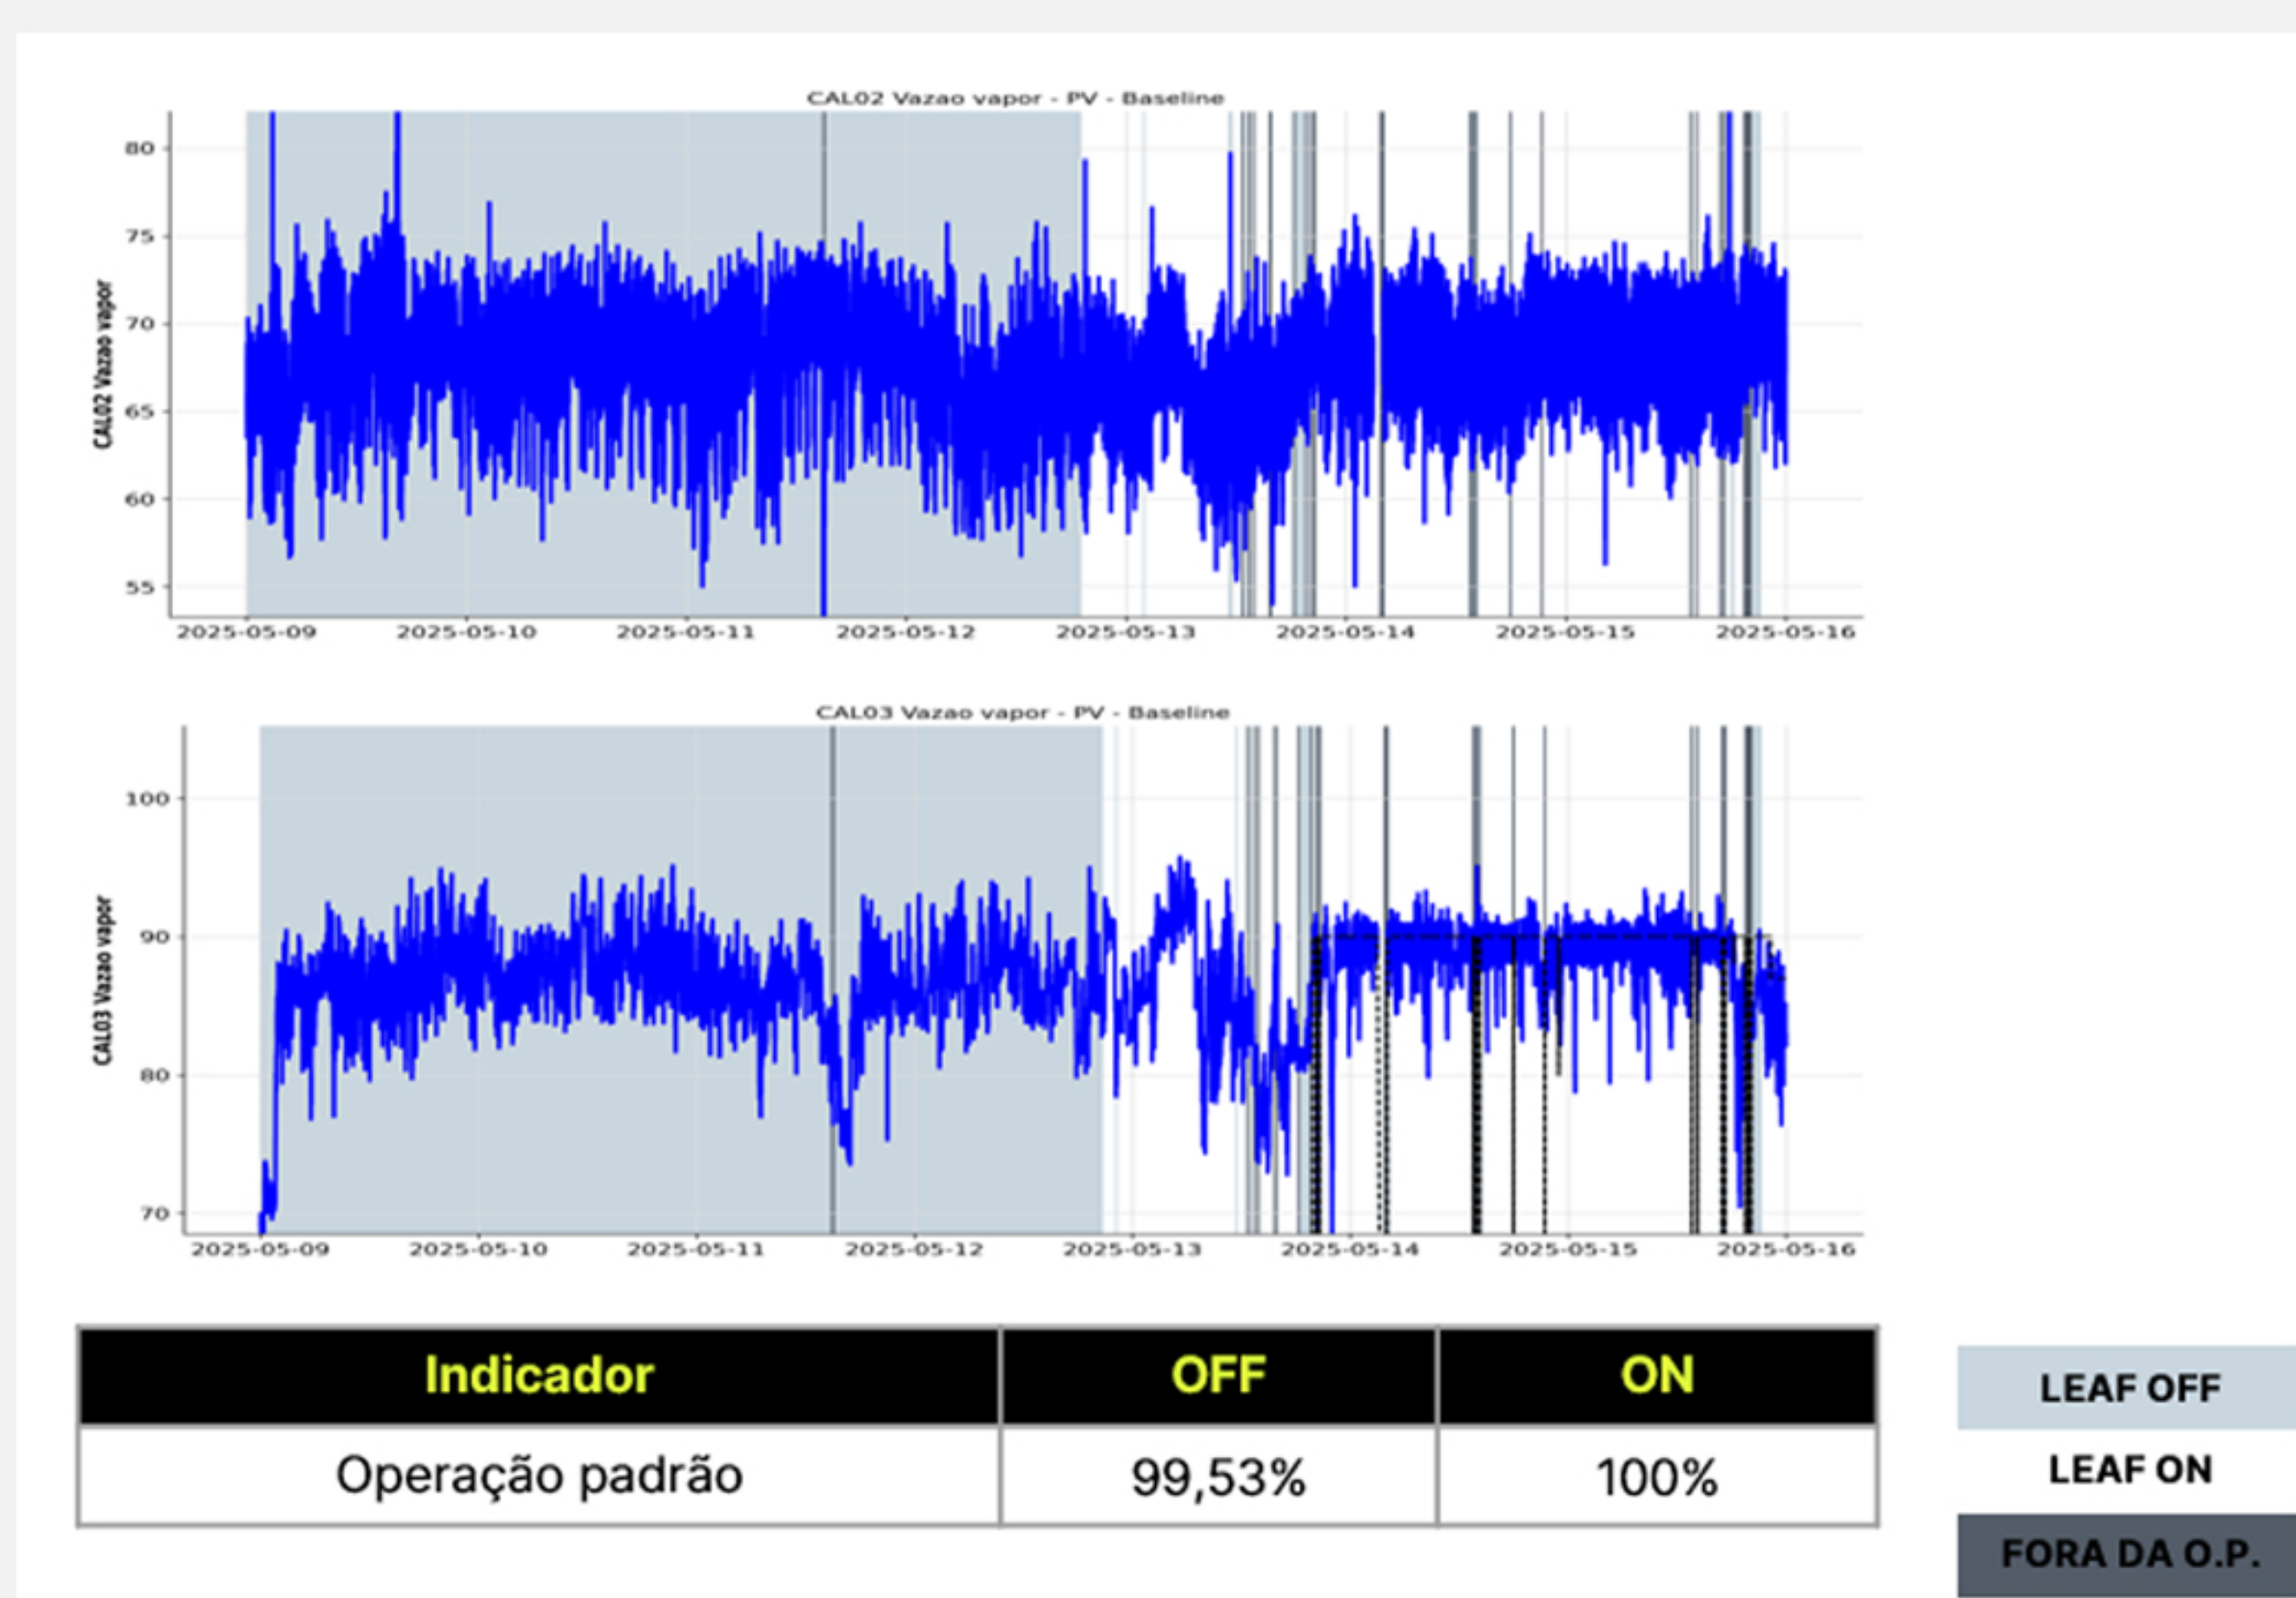 CAL02 Vazao vapor - PV - Baseline
80
75
70
65
60
55
CAL02 Vazao vapor
2025-05-09 2025-05-10 2025-05-11 2025-05-12 2025-05-13 2025-05-14 2025-05-15 2025-05-16
CAL03 Vazao vapor - PV - Baseline
100
90
80
70
CAL03 Vazao vapor
2025-05-09 2025-05-10 2025-05-11 2025-05-12 2025-05-13 2025-05-14 2025-05-15 2025-05-16
Indicador OFF ON
Operação padrão 99,53% 100%
LEAF OFF
LEAF ON
FORA DA O.P.